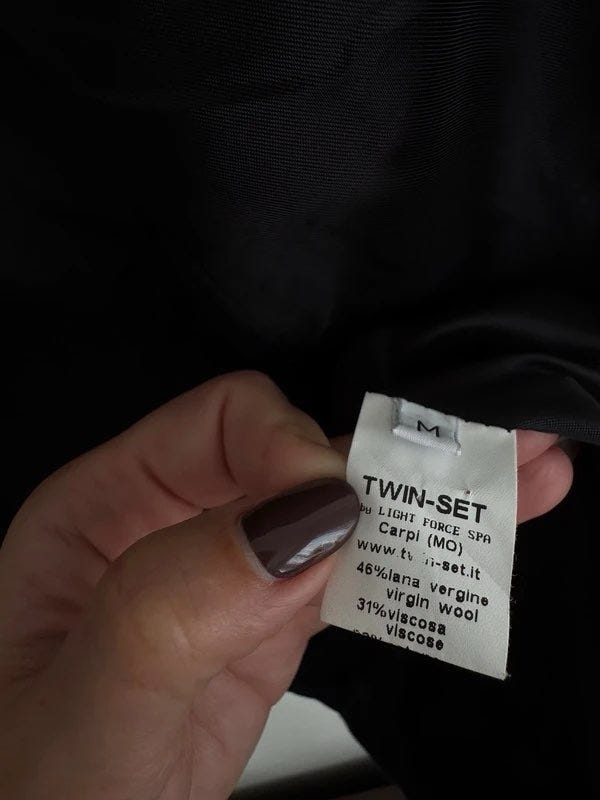 M
TWIN-SET
by LIGHT FORCE SPA
Carpi (MO)
46%lana vergine
virgin wool
31%viscosa
viscose